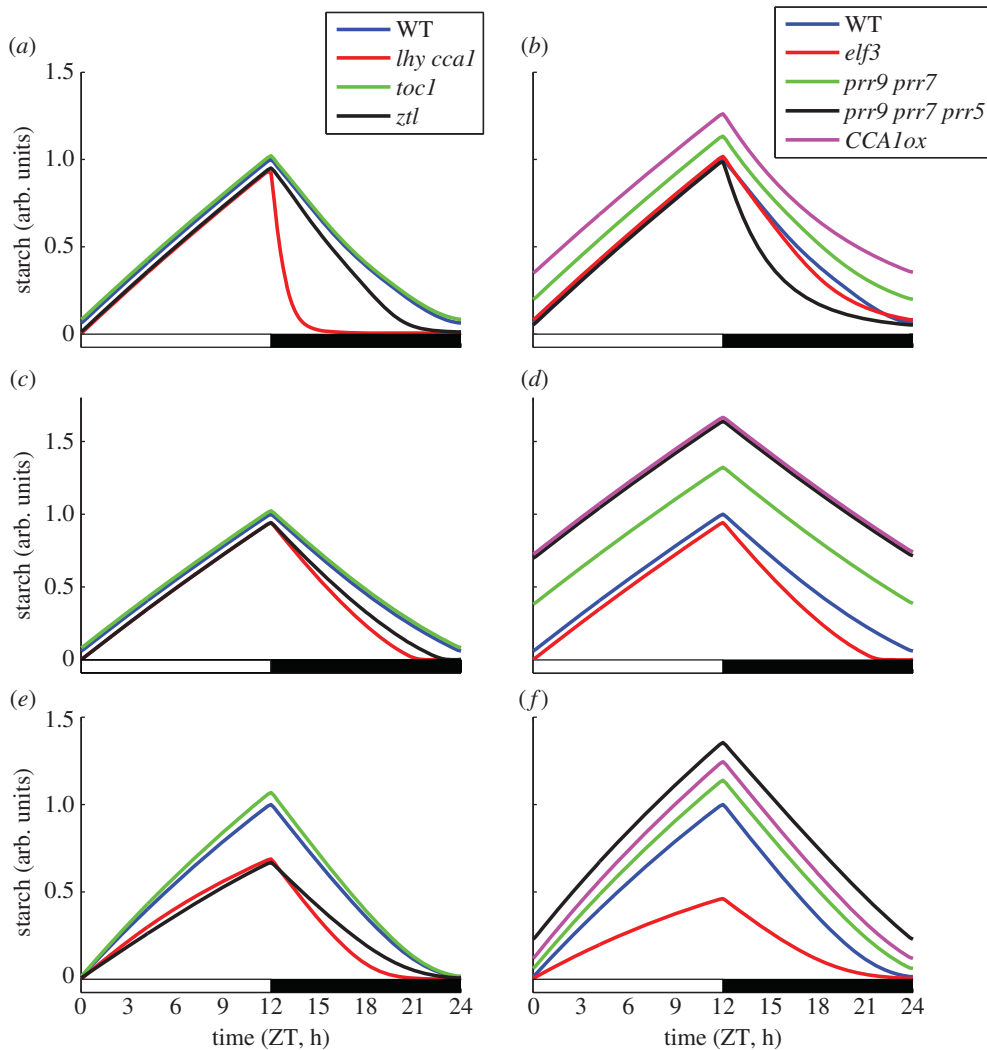 (a)
WT
lhy cca1
toc1
ztl
starch (arb. units)
1.5
1.0
0.5
0
(b)
WT
elf3
prr9 prr7
prr9 prr7 prr5
CCA1ox
(c)
starch (arb. units)
1.5
1.0
0.5
0
(d)
(e)
starch (arb. units)
1.5
1.0
0.5
0
0 3 6 9 12 15 18 21 24
time (ZT, h)
(f)
0 3 6 9 12 15 18 21 24
time (ZT, h)